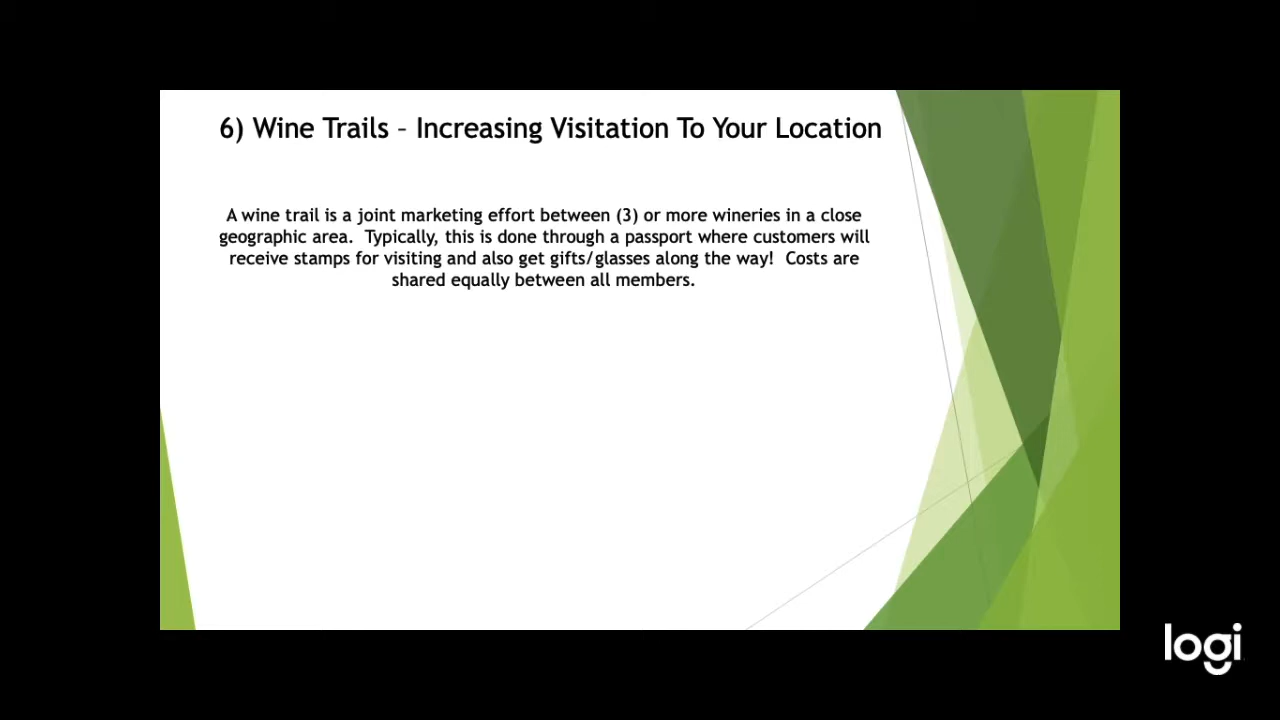 6) Wine Trails – Increasing Visitation To Your Location
A wine trail is a joint marketing effort between (3) or more wineries in a close
geographic area.  Typically, this is done through a passport where customers will
receive stamps for visiting and also get gifts/glasses along the way!  Costs are
shared equally between all members.
logi